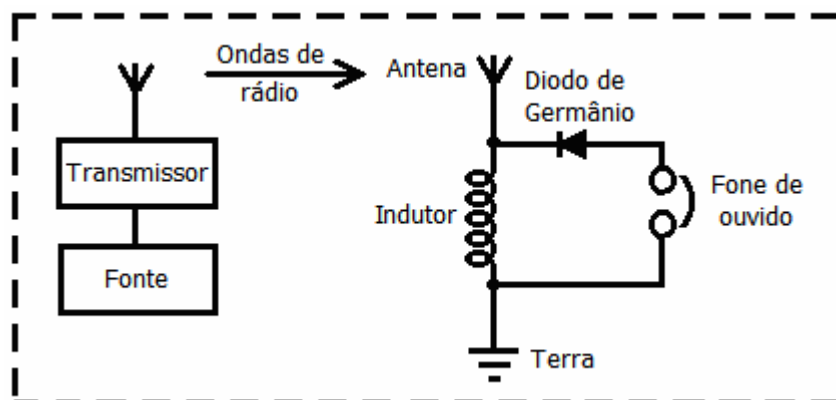 Ondas de
rádio
Antena
Diodo de
Germânio
Transmissor
Indutor
Fone de
ouvido
Fonte
Terra